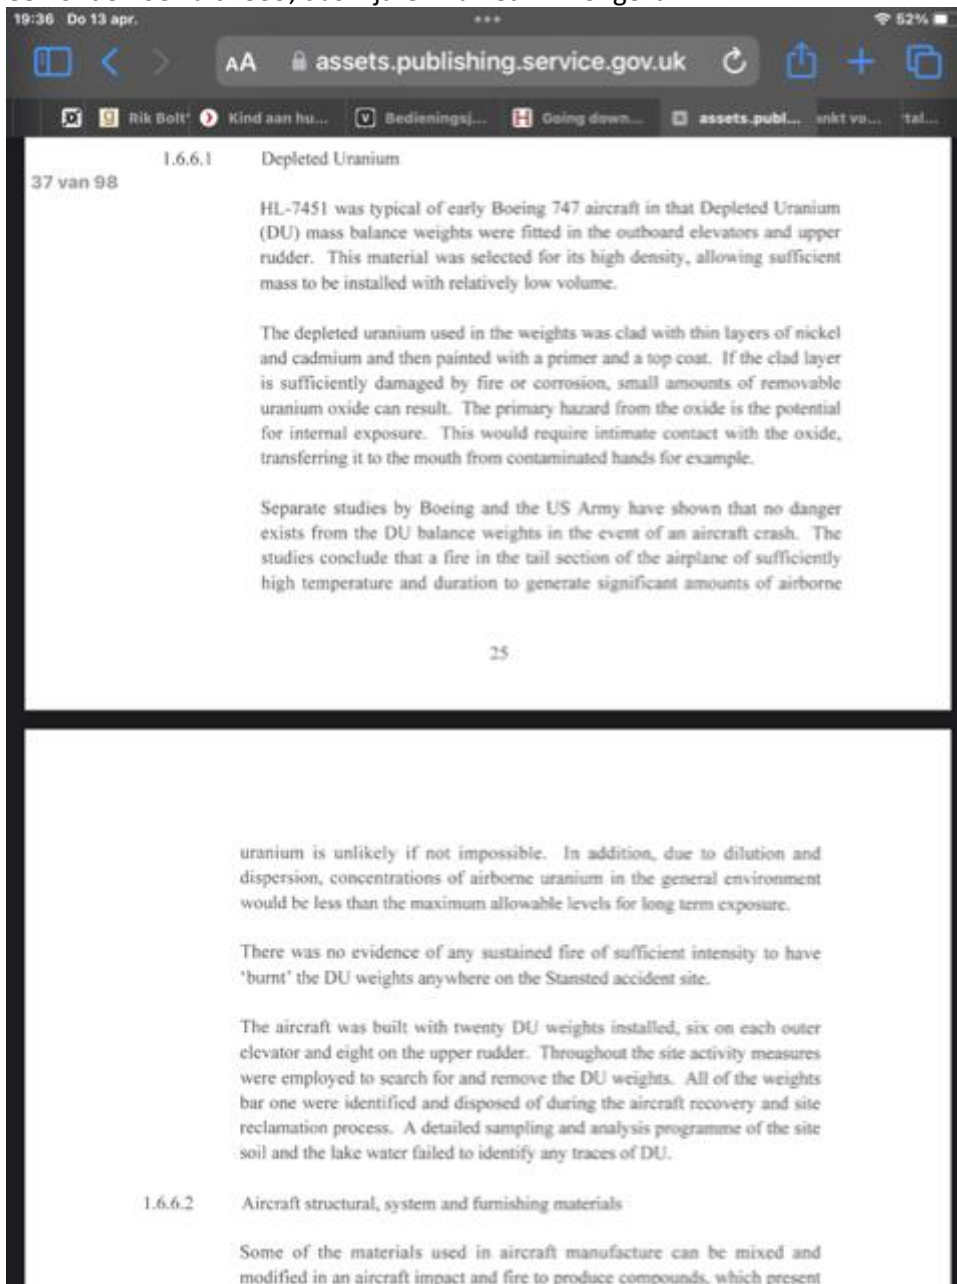 19:36 Do 13 apr.
52%
AA assets.publishing.service.gov.uk
Rik Bolt' Kind aan hu... Bedieningsj... Going down... assets.publ... nkt vo... tal...
1.6.6.1 Depleted Uranium
37 van 98
HL-7451 was typical of early Boeing 747 aircraft in that Depleted Uranium
(DU) mass balance weights were fitted in the outboard elevators and upper
rudder. This material was selected for its high density, allowing sufficient
mass to be installed with relatively low volume.
The depleted uranium used in the weights was clad with thin layers of nickel
and cadmium and then painted with a primer and a top coat. If the clad layer
is sufficiently damaged by fire or corrosion, small amounts of removable
uranium oxide can result. The primary hazard from the oxide is the potential
for internal exposure. This would require intimate contact with the oxide,
transferring it to the mouth from contaminated hands for example.
Separate studies by Boeing and the US Army have shown that no danger
exists from the DU balance weights in the event of an aircraft crash. The
studies conclude that a fire in the tail section of the airplane of sufficiently
high temperature and duration to generate significant amounts of airborne
25
uranium is unlikely if not impossible. In addition, due to dilution and
dispersion, concentrations of airborne uranium in the general environment
would be less than the maximum allowable levels for long term exposure.
There was no evidence of any sustained fire of sufficient intensity to have
'burnt' the DU weights anywhere on the Stansted accident site.
The aircraft was built with twenty DU weights installed, six on each outer
elevator and eight on the upper rudder. Throughout the site activity measures
were employed to search for and remove the DU weights. All of the weights
bar one were identified and disposed of during the aircraft recovery and site
reclamation process. A detailed sampling and analysis programme of the site
soil and the lake water failed to identify any traces of DU.
1.6.6.2 Aircraft structural, system and furnishing materials
Some of the materials used in aircraft manufacture can be mixed and
modified in an aircraft impact and fire to produce compounds, which present